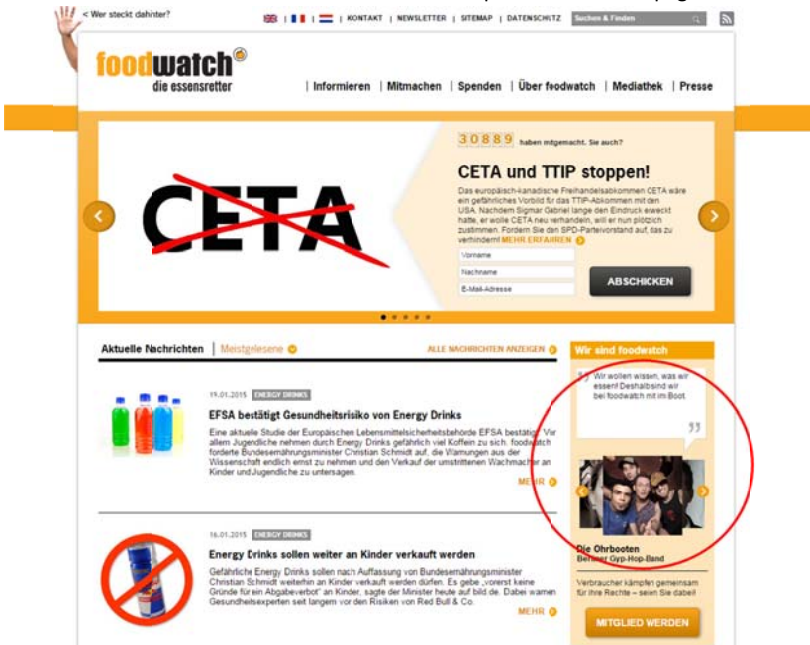 < Wer steckt dahinter?
| KONTAKT | NEWSLETTER | SITEMAP | DATENSCHUTZ
Suchen & Finden
foodwatch®
die essensretter
| Informieren | Mitmachen | Spenden | Über foodwatch | Mediathek | Presse
30889 haben mitgemacht. Sie auch?
CETA
CETA und TTIP stoppen!
Das europäisch-kanadische Freihandelsabkommen CETA wäre
ein gefährliches Vorbild für das TTIP-Abkommen mit den
USA. Nachdem Sigmar Gabriel lange den Eindruck erweckt
hatte, er wolle CETA neu verhandeln, will er nun plötzlich
zustimmen. Fordern Sie den SPD-Parteivorstand auf, das zu
verhindern! MEHR ERFAHREN
Vorname
Nachname
E-Mail-Adresse
ABSCHICKEN
Aktuelle Nachrichten | Meistgelesene
ALLE NACHRICHTEN ANZEIGEN
19.01.2015 ENERGY DRINKS
EFSA bestätigt Gesundheitsrisiko von Energy Drinks
Eine aktuelle Studie der Europäischen Lebensmittelsicherheitsbehörde EFSA bestätigt: Vor
allem Jugendliche nehmen durch Energy Drinks gefährlich viel Koffein zu sich. foodwatch
forderte Bundesernährungsminister Christian Schmidt auf, die Warnungen aus der
Wissenschaft endlich ernst zu nehmen und den Verkauf der umstrittenen Wachmacher an
Kinder und Jugendliche zu untersagen.
MEHR
16.01.2015 ENERGY DRINKS
Energy Drinks sollen weiter an Kinder verkauft werden
Gefährliche Energy Drinks sollen nach Auffassung von Bundesernährungsminister
Christian Schmidt weiterhin an Kinder verkauft werden dürfen. Es gebe „vorerst keine
Gründe für ein Abgabeverbot" an Kinder, sagte der Minister heute auf bild.de. Dabei warnen
Gesundheitsexperten seit langem vor den Risiken von Red Bull & Co.
MEHR
Wir sind foodwatch
Wir wollen wissen, was wir
essen! Deshalb sind wir
bei foodwatch mit im Boot.
Die Ohrbooten
Berliner Gyp-Hop-Band
Verbraucher kämpfen gemeinsam
für ihre Rechte – seien Sie dabei!
MITGLIED WERDEN